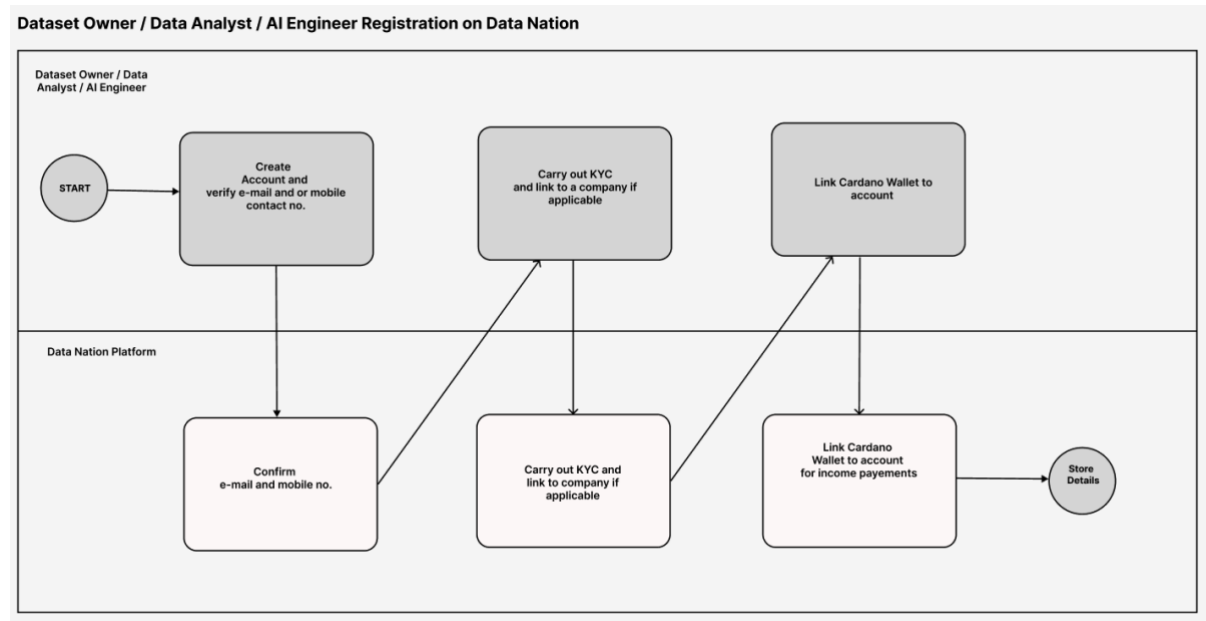 Dataset Owner / Data Analyst / AI Engineer Registration on Data Nation
Dataset Owner / Data
Analyst / AI Engineer
START
Create
Account and
verify e-mail and or mobile
contact no.
Carry out KYC
and link to a company if
applicable
Link Cardano Wallet to
account
Data Nation Platform
Confirm
e-mail and mobile no.
Carry out KYC and
link to company if
applicable
Link Cardano
Wallet to account
for income payements
Store
Details